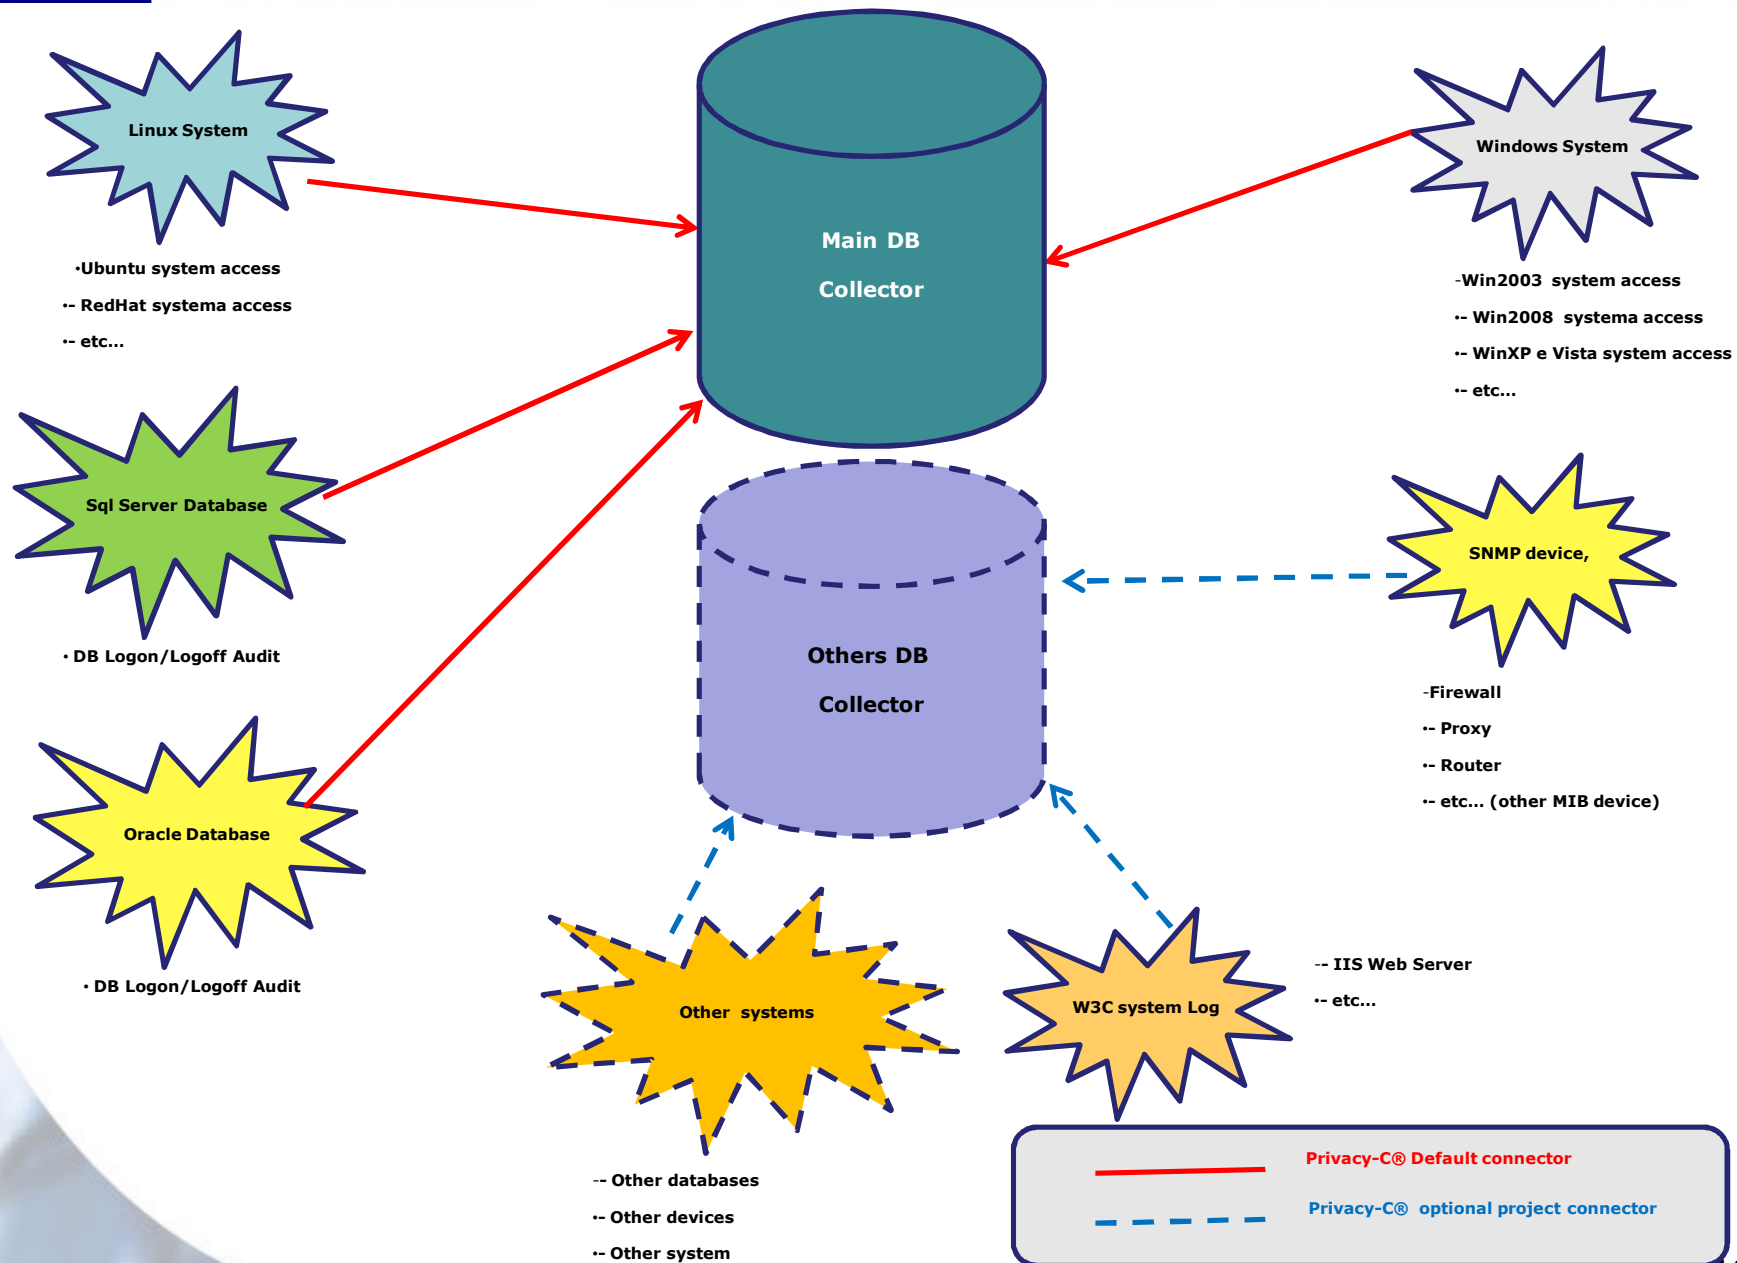 Linux System
•Ubuntu system access
•- RedHat systema access
•- etc...
Sql Server Database
• DB Logon/Logoff Audit
Oracle Database
• DB Logon/Logoff Audit
Main DB
Collector
Others DB
Collector
Windows System
-Win2003 system access
•- Win2008 systema access
•- WinXP e Vista system access
•- etc...
SNMP device,
-Firewall
•- Proxy
•- Router
•- etc... (other MIB device)
Other systems
-- Other databases
•- Other devices
•- Other system
W3C system Log
-- IIS Web Server
•- etc...
Privacy-C® Default connector
Privacy-C® optional project connector